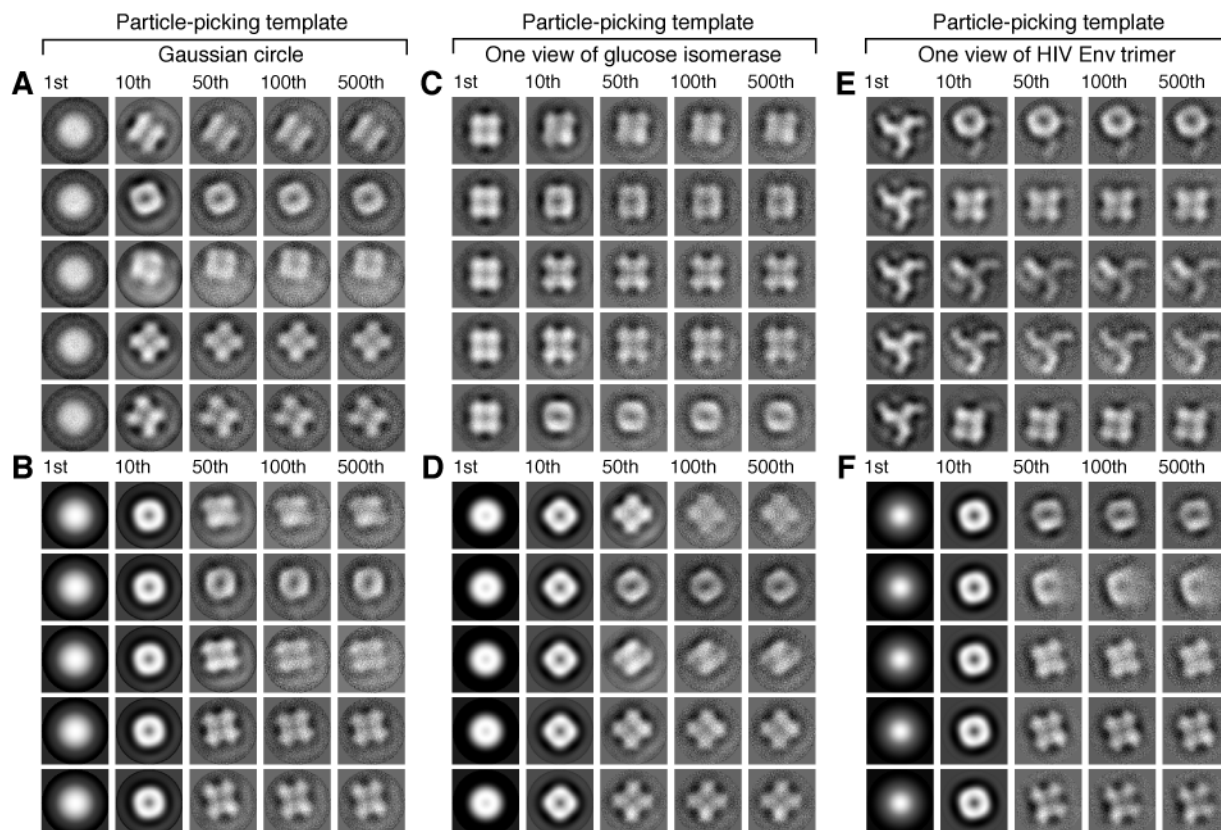 Particle-picking template
Gaussian circle
A 1st 10th 50th 100th 500th
B 1st 10th 50th 100th 500th
Particle-picking template
One view of glucose isomerase
C 1st 10th 50th 100th 500th
D 1st 10th 50th 100th 500th
Particle-picking template
One view of HIV Env trimer
E 1st 10th 50th 100th 500th
F 1st 10th 50th 100th 500th